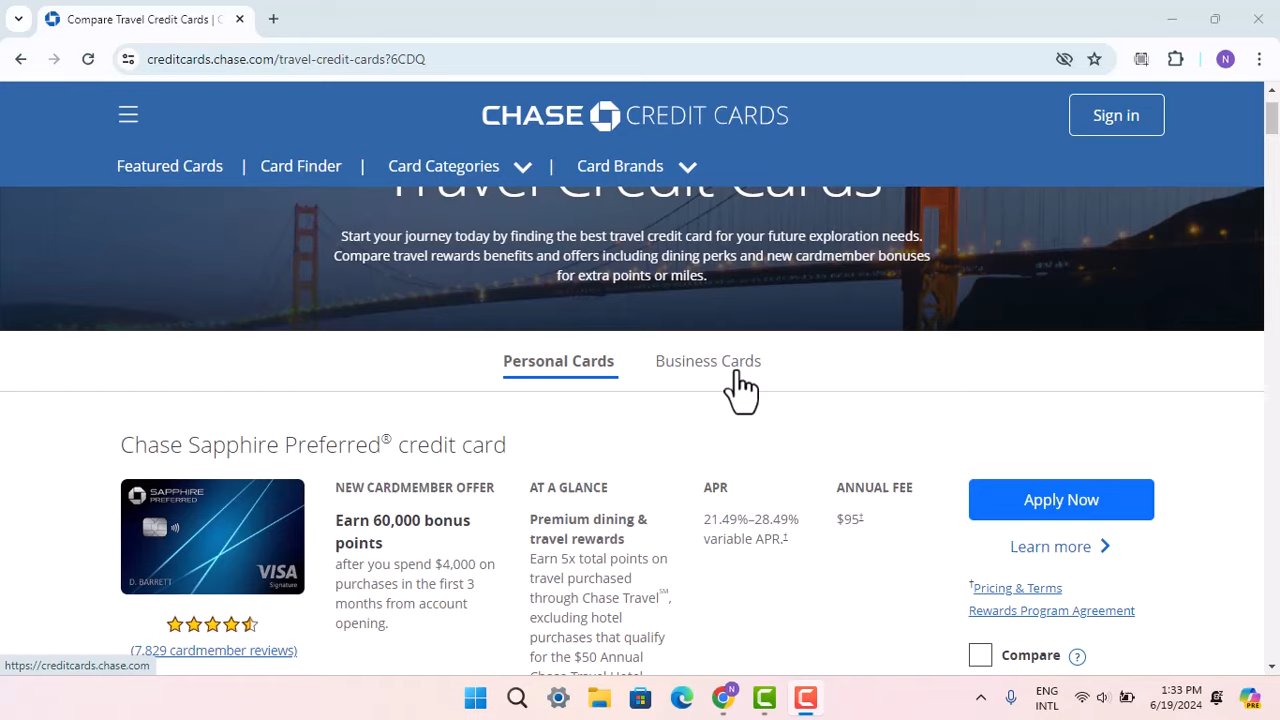 Compare Travel Credit Cards | C
creditcards.chase.com/travel-credit-cards?6CDQ
N
CHASE CREDIT CARDS
Sign in
Featured Cards | Card Finder | Card Categories | Card Brands
Travel Credit Cards
Start your journey today by finding the best travel credit card for your future exploration needs.
Compare travel rewards benefits and offers including dining perks and new cardmember bonuses
for extra points or miles.
Personal Cards
Business Cards
Chase Sapphire Preferred® credit card
SAPPHIRE
PREFERRED
D. BARRETT
VISA
Signature
(7,829 cardmember reviews)
NEW CARDMEMBER OFFER
Earn 60,000 bonus
points
after you spend $4,000 on
purchases in the first 3
months from account
opening.
AT A GLANCE
Premium dining &
travel rewards
Earn 5x total points on
travel purchased
through Chase Travel℠,
excluding hotel
purchases that qualify
for the $50 Annual
Chase Travel Hotel
APR
21.49%–28.49%
variable APR.†
ANNUAL FEE
$95‡
Apply Now
Learn more
†Pricing & Terms
Rewards Program Agreement
Compare ?
https://creditcards.chase.com
N
ENG
INTL
1:33 PM
6/19/2024
PRE